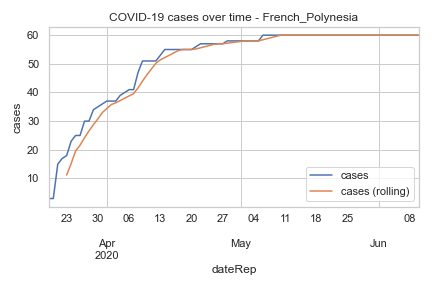 COVID-19 cases over time - French_Polynesia
cases
60
50
40
30
20
10
cases
cases (rolling)
23 30 06 13 20 27 04 11 18 25 08
Apr May Jun
2020
dateRep